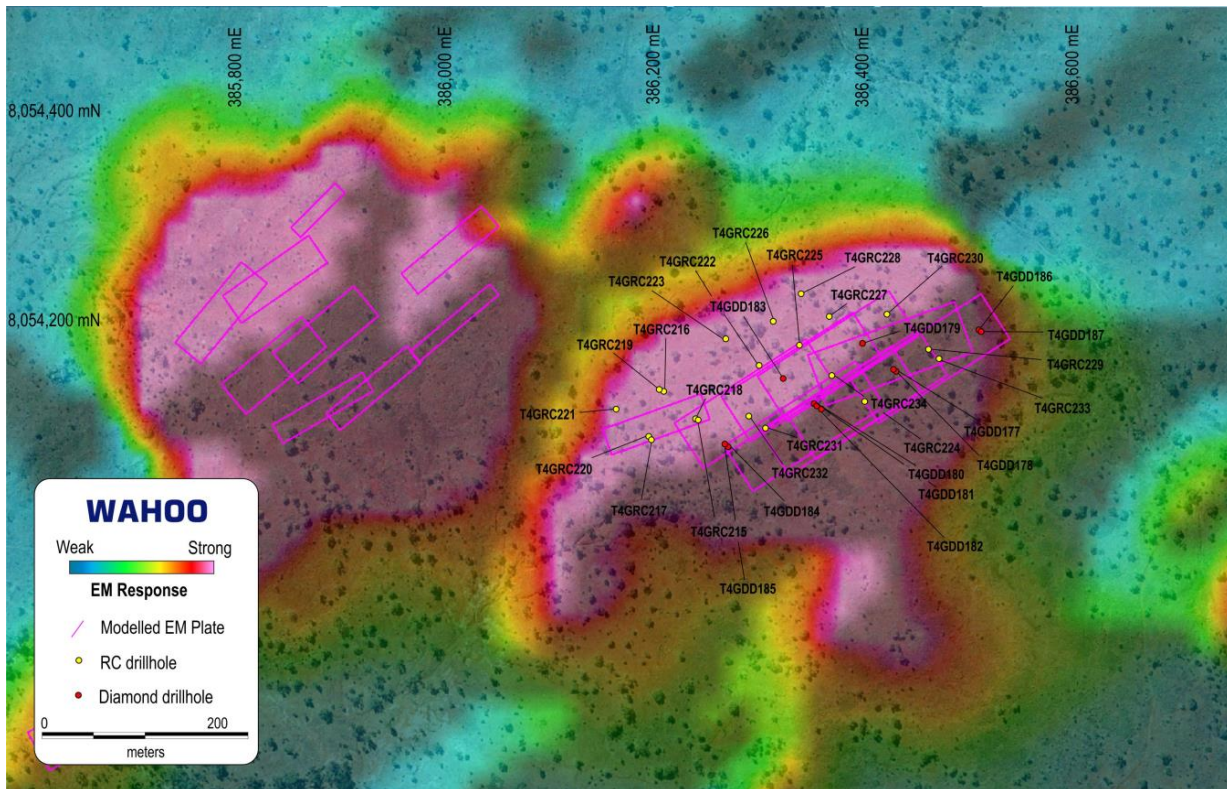 385,800 mE
386,000 mE
386,200 mE
386,400 mE
386,600 mE
8,054,400 mN
8,054,200 mN
T4GRC226
T4GRC222
T4GRC225
T4GRC228
T4GRC230
T4GRC223
T4GDD183
T4GRC227
T4GDD186
T4GRC216
T4GDD179
T4GDD187
T4GRC219
T4GRC229
T4GRC218
T4GRC221
T4GRC234
T4GRC233
T4GRC231
T4GRC224
T4GDD177
T4GRC220
T4GRC232
T4GDD180
T4GDD178
T4GDD181
T4GRC217
T4GDD184
T4GRC215
T4GDD182
T4GDD185
WAHOO
Weak Strong
EM Response
Modelled EM Plate
RC drillhole
Diamond drillhole
0 200
meters